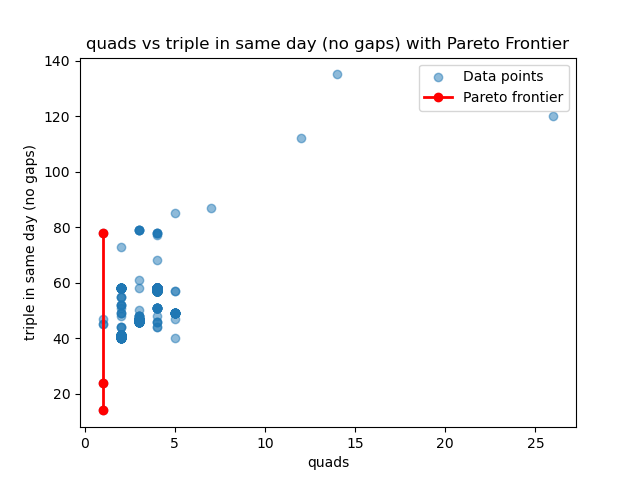 quads vs triple in same day (no gaps) with Pareto Frontier
Data points
Pareto frontier
triple in same day (no gaps)
140
120
100
80
60
40
20
0
5
10
15
20
25
quads